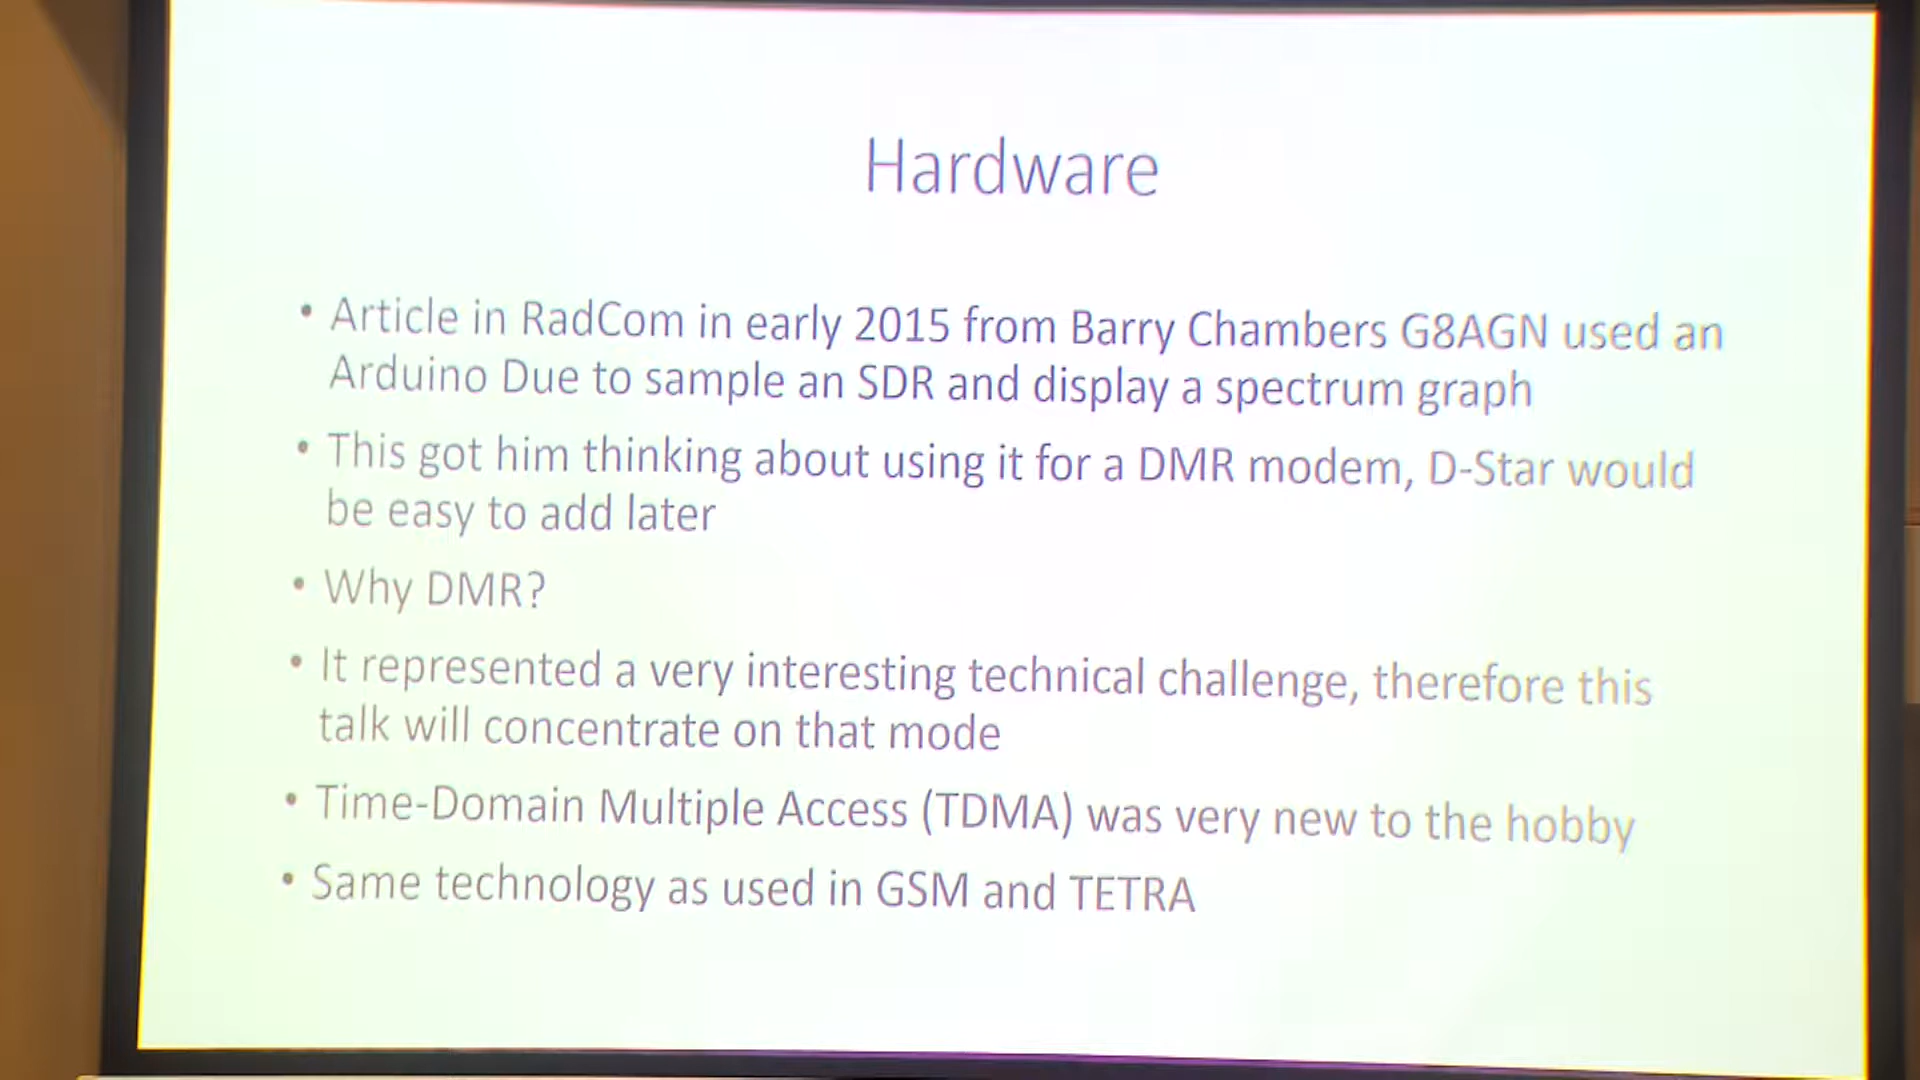 Hardware
• Article in RadCom in early 2015 from Barry Chambers G8AGN used an
Arduino Due to sample an SDR and display a spectrum graph
• This got him thinking about using it for a DMR modem, D-Star would
be easy to add later
• Why DMR?
• It represented a very interesting technical challenge, therefore this
talk will concentrate on that mode
• Time-Domain Multiple Access (TDMA) was very new to the hobby
• Same technology as used in GSM and TETRA